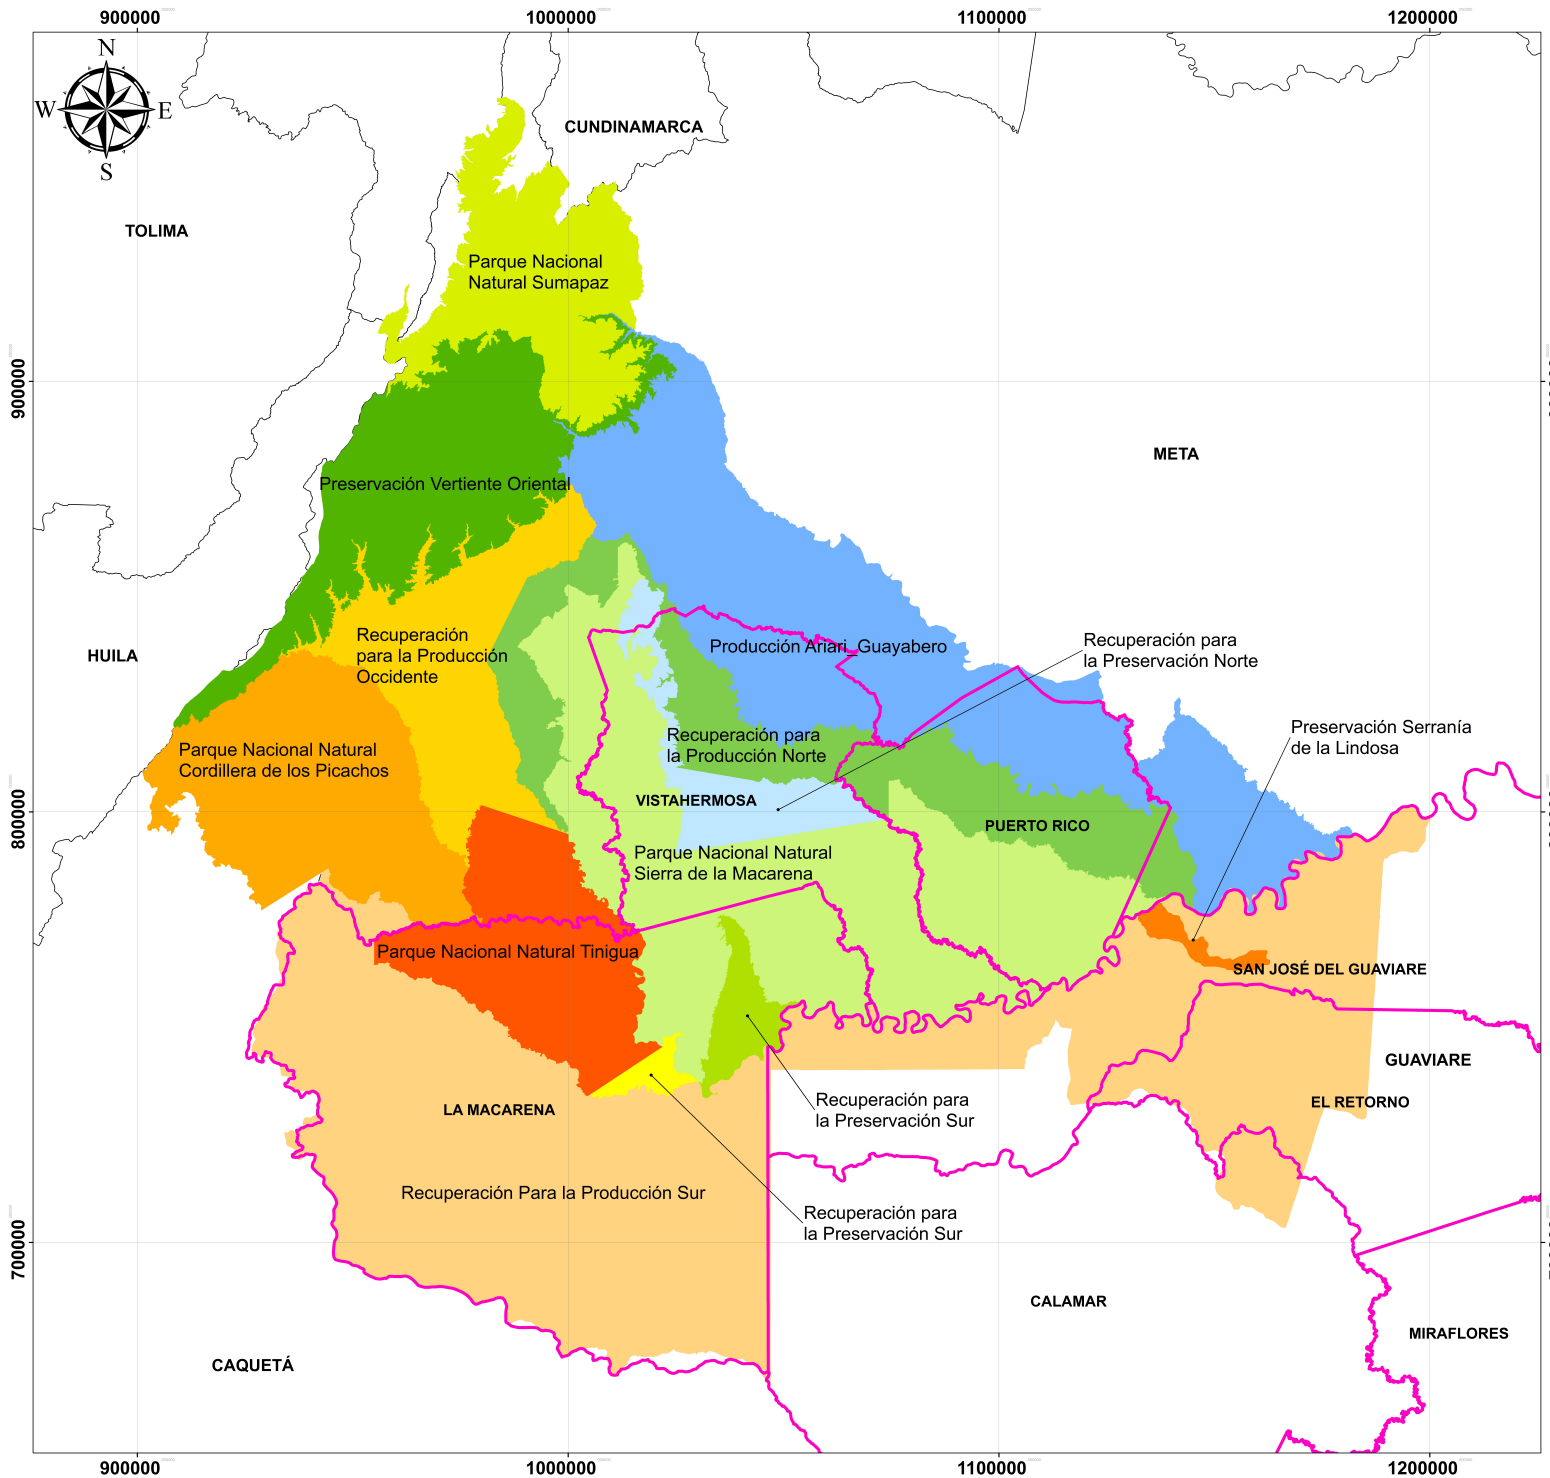 900000
1000000
1100000
1200000
N
W
E
S
CUNDINAMARCA
TOLIMA
Parque Nacional
Natural Sumapaz
900000
META
Preservación Vertiente Oriental
Recuperación
para la Producción
Occidente
Producción Ariari_Guayabero
Recuperación para
la Preservación Norte
HUILA
Parque Nacional Natural
Cordillera de los Picachos
Recuperación para
la Producción Norte
Preservación Serranía
de la Lindosa
VISTAHERMOSA
800000
PUERTO RICO
Parque Nacional Natural
Sierra de la Macarena
Parque Nacional Natural Tinigua
SAN JOSÉ DEL GUAVIARE
GUAVIARE
LA MACARENA
Recuperación para
la Preservación Sur
EL RETORNO
Recuperación Para la Producción Sur
Recuperación para
la Preservación Sur
700000
CALAMAR
MIRAFLORES
CAQUETÁ
900000
1000000
1100000
1200000